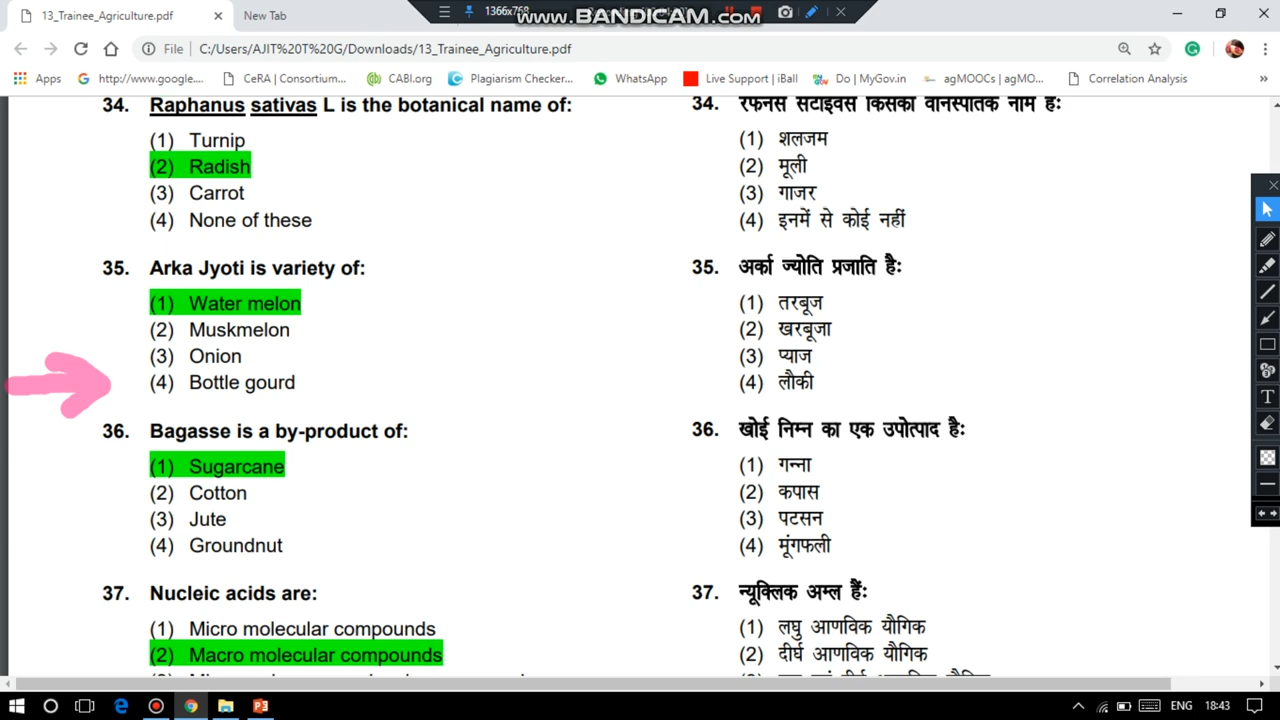 13_Trainee_Agriculture.pdf
New Tab
1366x768
www.BANDICAM.com
File
C:/Users/AJIT%20T%20G/Downloads/13_Trainee_Agriculture.pdf
Apps
http://www.google....
CeRA | Consortium...
CABI.org
Plagiarism Checker...
WhatsApp
Live Support | iBall
Do | MyGov.in
agMOOCs | agMO...
Correlation Analysis
»
34. Raphanus sativas L is the botanical name of:
(1) Turnip
(2) Radish
(3) Carrot
(4) None of these
35. Arka Jyoti is variety of:
(1) Water melon
(2) Muskmelon
(3) Onion
(4) Bottle gourd
36. Bagasse is a by-product of:
(1) Sugarcane
(2) Cotton
(3) Jute
(4) Groundnut
37. Nucleic acids are:
(1) Micro molecular compounds
(2) Macro molecular compounds
34. रफनस सटाइवस किसका वानस्पतिक नाम है:
(1) शलजम
(2) मूली
(3) गाजर
(4) इनमें से कोई नहीं
35. अर्का ज्योति प्रजाति है:
(1) तरबूज
(2) खरबूजा
(3) प्याज
(4) लौकी
36. खोई निम्न का एक उपोत्पाद है:
(1) गन्ना
(2) कपास
(3) पटसन
(4) मूंगफली
37. न्यूक्लिक अम्ल हैं:
(1) लघु आणविक यौगिक
(2) दीर्घ आणविक यौगिक
T
ENG
18:43